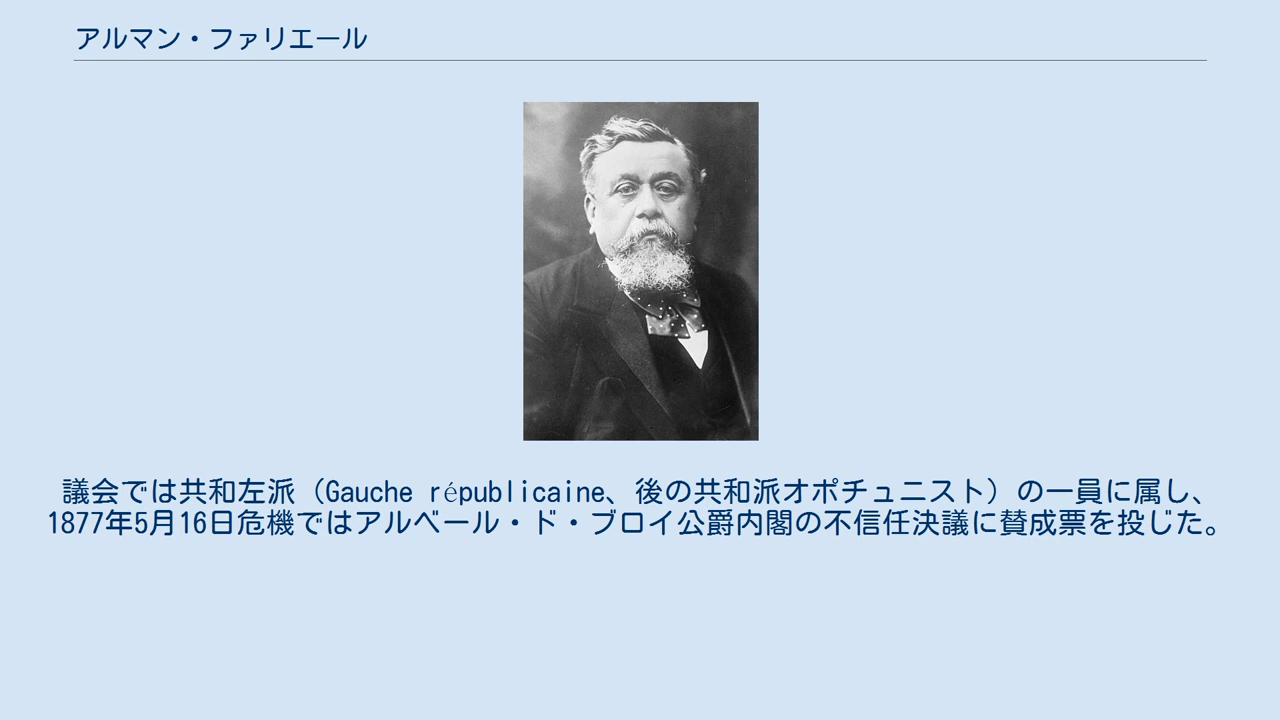 アルマン・ファリエール
議会では共和左派（Gauche républicaine、後の共和派オポチュニスト）の一員に属し、
1877年5月16日危機ではアルベール・ド・ブロイ公爵内閣の不信任決議に賛成票を投じた。